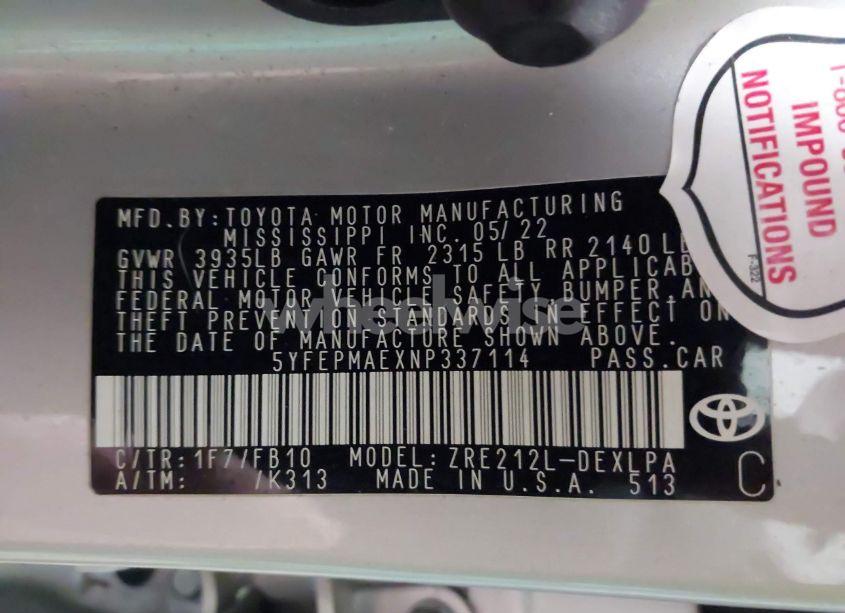 MFD.BY:TOYOTA MOTOR MANUFACTURING
MISSISSIPPI INC. 05/22
GVWR 3935LB GAWR FR 2315 LB RR 2140
THIS VEHICLE CONFORMS TO ALL
FEDERAL MOTOR VEHICLE SAFETY, BUMPER,
THEFT PREVENTION STANDARDS IN EFFECT ON
THE DATE OF MANUFACTURE SHOWN ABOVE.
5YFEPMAEXNP337114 PASS.CAR
C/TR:1F7/FB10 MODEL: ZRE212L-DEXLPA
A/TM: /K313 MADE IN U.S.A. 513
C
IMPOUND
NOTIFICATIONS
F-322
wheelwise